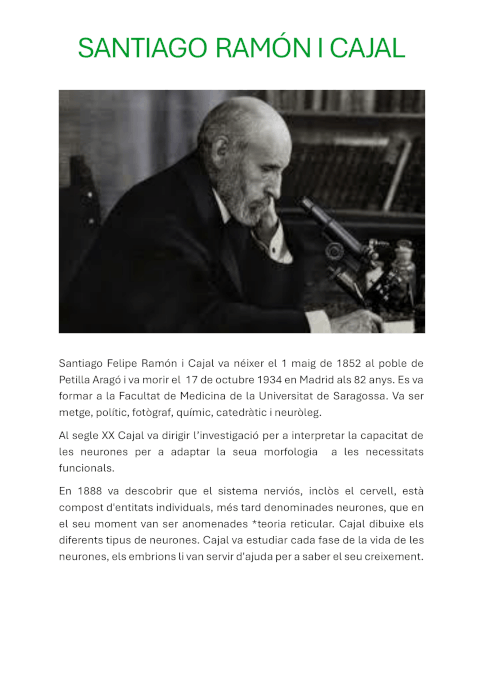 SANTIAGO RAMÓN I CAJAL
Santiago Felipe Ramón i Cajal va néixer el 1 maig de 1852 al poble de
Petilla Aragó i va morir el 17 de octubre 1934 en Madrid als 82 anys. Es va
formar a la Facultat de Medicina de la Universitat de Saragossa. Va ser
metge, polític, fotògraf, químic, catedràtic i neuròleg.
Al segle XX Cajal va dirigir l'investigació per a interpretar la capacitat de
les neurones per a adaptar la seua morfologia a les necessitats
funcionals.
En 1888 va descobrir que el sistema nerviós, inclòs el cervell, està
compost d'entitats individuals, més tard denominades neurones, que en
el seu moment van ser anomenades *teoria reticular. Cajal dibuixe els
diferents tipus de neurones. Cajal va estudiar cada fase de la vida de les
neurones, els embrions li van servir d'ajuda per a saber el seu creixement.